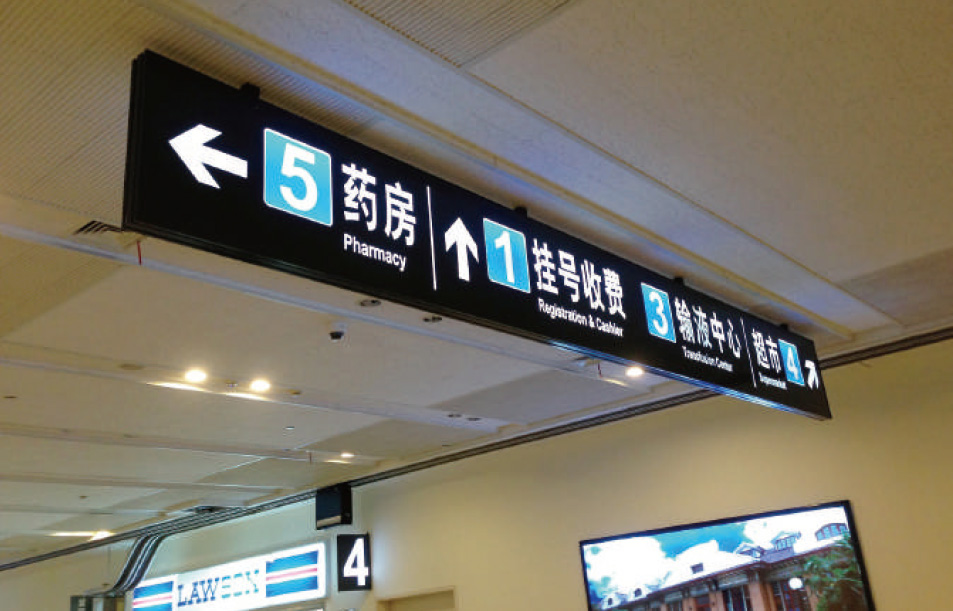 5 药房
Pharmacy
1 挂号收费
Registration & Cashier
3 输液中心
Transfusion Center
超市 4
Supermarket
LAWSON
4